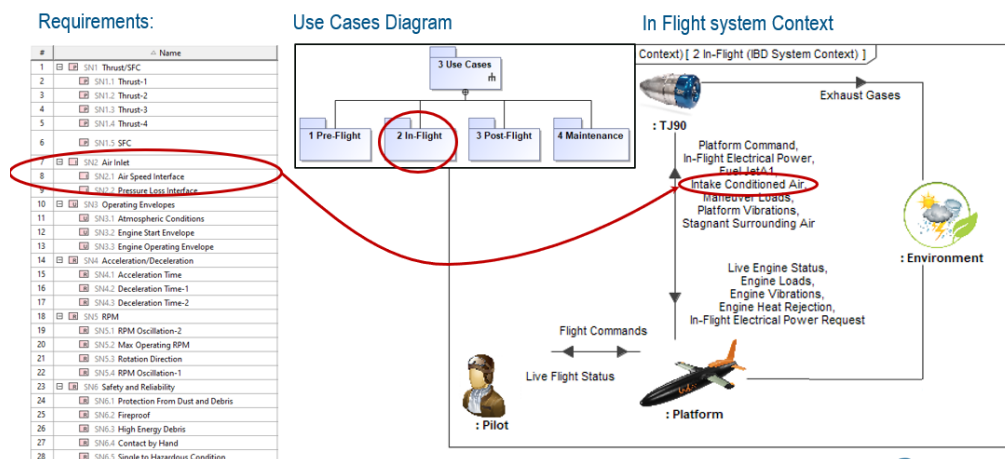 Requirements:
Use Cases Diagram
In Flight system Context
# Name
1 SN1 Thrust/SFC
2 SN1.1 Thrust-1
3 SN1.2 Thrust-2
4 SN1.3 Thrust-3
5 SN1.4 Thrust-4
6 SN1.5 SFC
7 SN2 Air Inlet
8 SN2.1 Air Speed Interface
9 SN2.2 Pressure Loss Interface
10 SN3 Operating Envelopes
11 SN3.1 Atmospheric Conditions
12 SN3.2 Engine Start Envelope
13 SN3.3 Engine Operating Envelope
14 SN4 Acceleration/Deceleration
15 SN4.1 Acceleration Time
16 SN4.2 Deceleration Time-1
17 SN4.3 Deceleration Time-2
18 SN5 RPM
19 SN5.1 RPM Oscillation-2
20 SN5.2 Max Operating RPM
21 SN5.3 Rotation Direction
22 SN5.4 RPM Oscillation-1
23 SN6 Safety and Reliability
24 SN6.1 Protection From Dust and Debris
25 SN6.2 Fireproof
26 SN6.3 High Energy Debris
27 SN6.4 Contact by Hand
28 SN6.5 Single to Hazardous Condition
3 Use Cases
1 Pre-Flight
2 In-Flight
3 Post-Flight
4 Maintenance
Context) [ 2 In-Flight (IBD System Context) ]
Exhaust Gases
: TJ90
Platform Command,
In-Flight Electrical Power,
Fuel JetA1,
Intake Conditioned Air,
Maneuver Loads,
Platform Vibrations,
Stagnant Surrounding Air
: Environment
Live Engine Status,
Engine Loads,
Engine Vibrations,
Engine Heat Rejection,
In-Flight Electrical Power Request
Flight Commands
Live Flight Status
: Pilot
: Platform